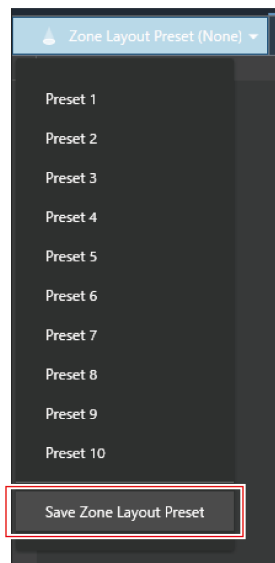 Zone Layout Preset (None)
Preset 1
Preset 2
Preset 3
Preset 4
Preset 5
Preset 6
Preset 7
Preset 8
Preset 9
Preset 10
Save Zone Layout Preset